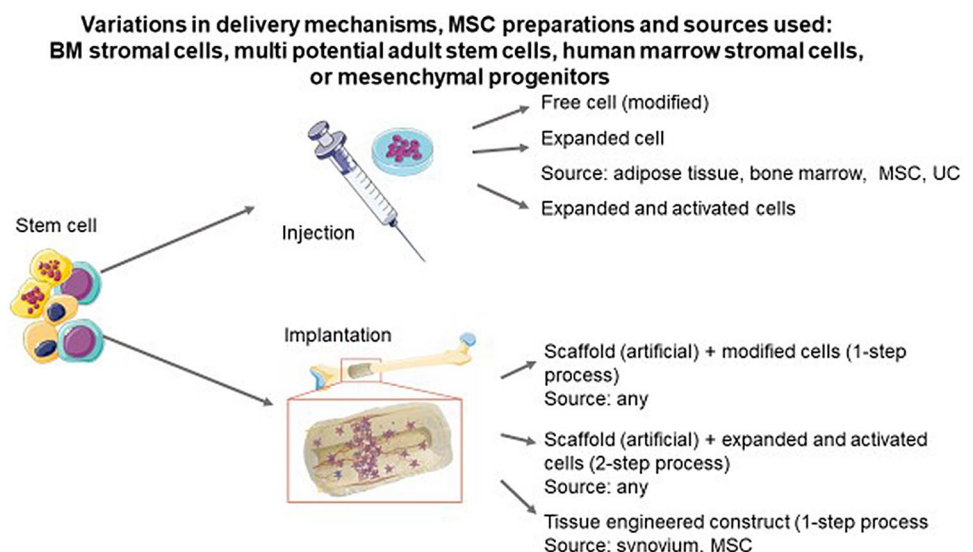 Variations in delivery mechanisms, MSC preparations and sources used:
BM stromal cells, multi potential adult stem cells, human marrow stromal cells,
or mesenchymal progenitors
Stem cell
Injection
Free cell (modified)
Expanded cell
Source: adipose tissue, bone marrow, MSC, UC
Expanded and activated cells
Implantation
Scaffold (artificial) + modified cells (1-step
process)
Source: any
Scaffold (artificial) + expanded and activated
cells (2-step process)
Source: any
Tissue engineered construct (1-step process
Source: synovium, MSC